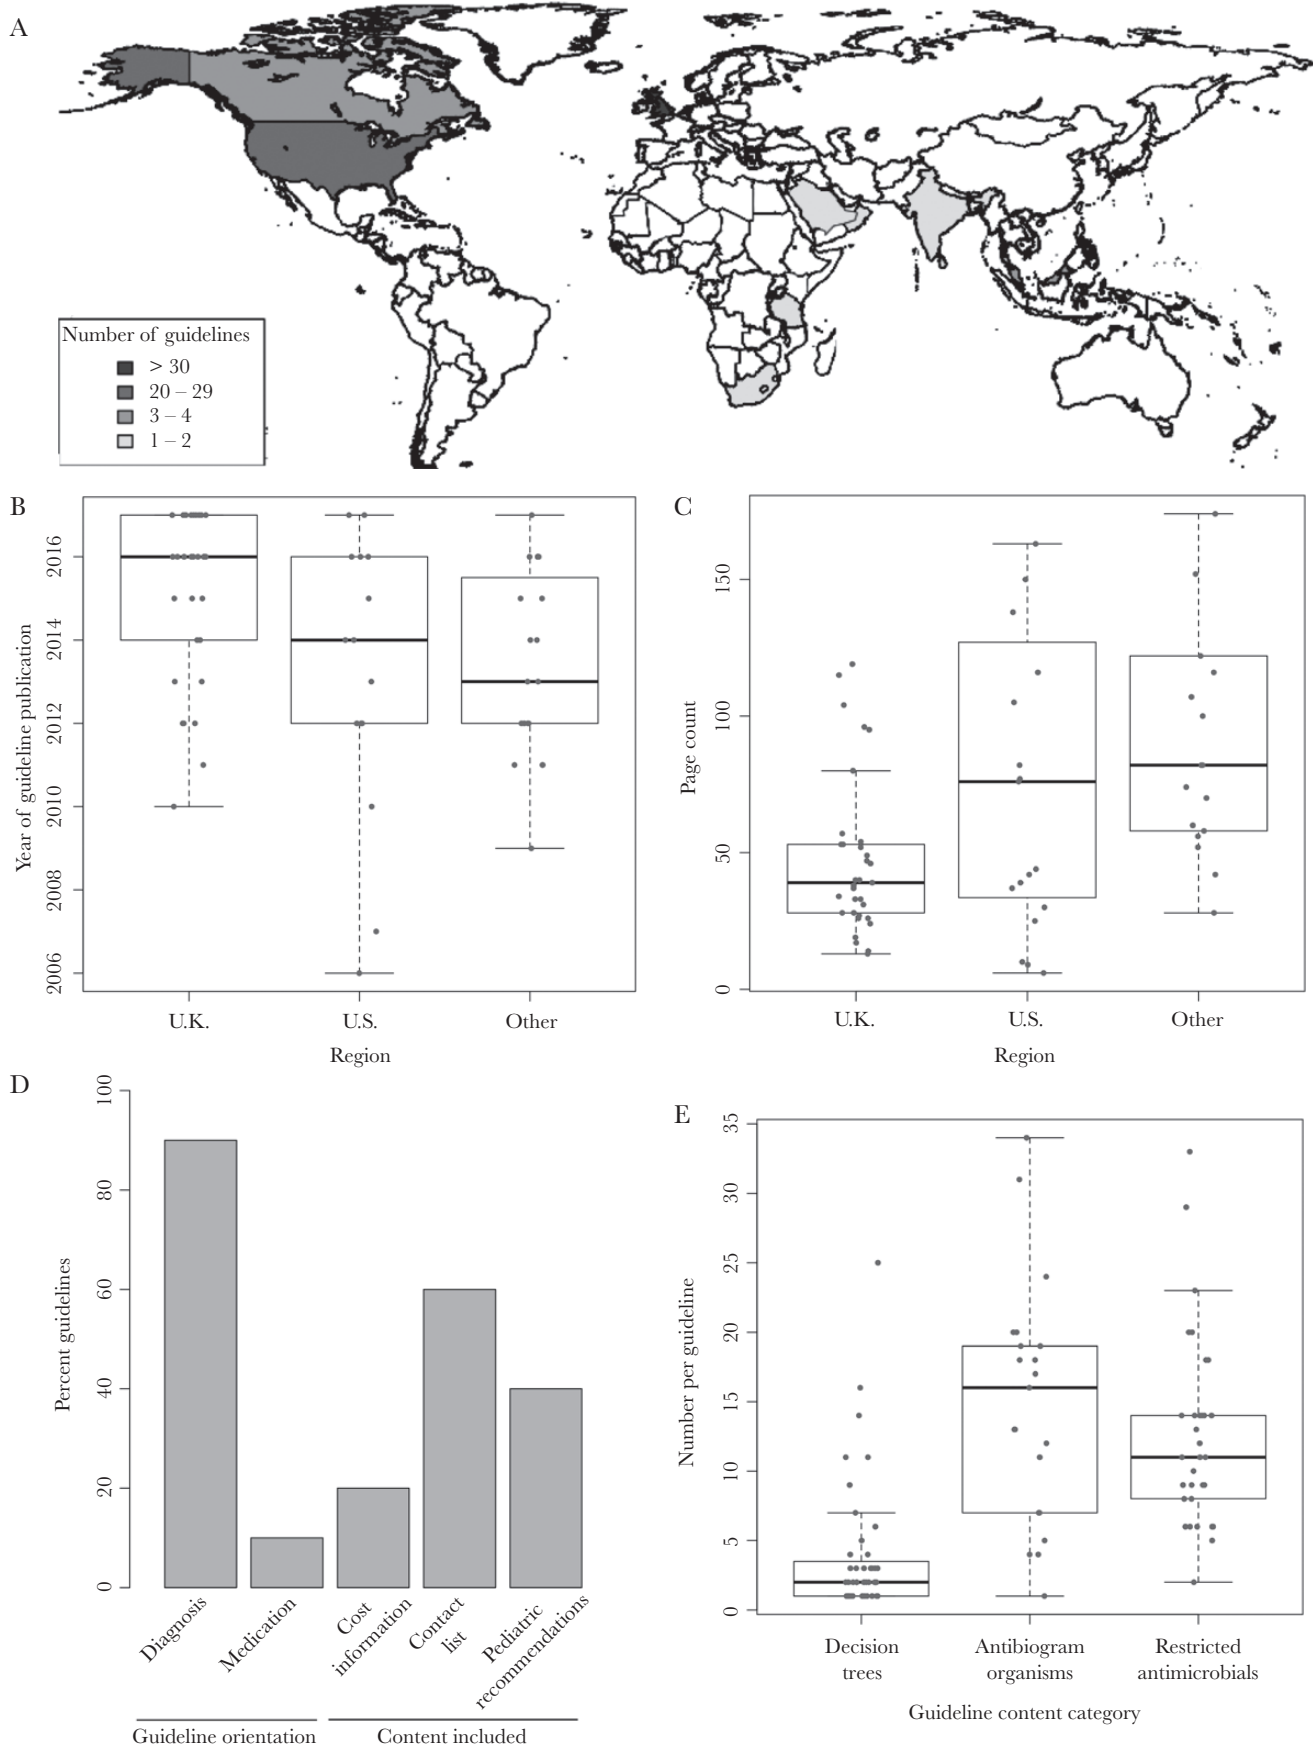 A
Number of guidelines
> 30
20 – 29
3 – 4
1 – 2
B
Year of guideline publication
2016
2014
2012
2010
2008
2006
U.K.
U.S.
Other
Region
C
Page count
150
100
50
0
U.K.
U.S.
Other
Region
D
Percent guidelines
100
80
60
40
20
0
Diagnosis
Medication
Cost
information
Contact
list
Pediatric
recommendations
Guideline orientation
Content included
E
Number per guideline
35
30
25
20
15
10
5
0
Decision
trees
Antibiogram
organisms
Restricted
antimicrobials
Guideline content category